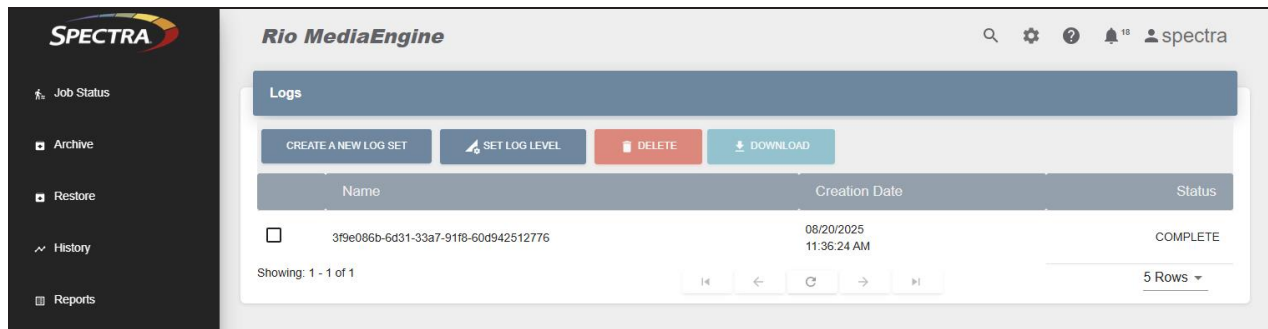 SPECTRA
Rio MediaEngine
18
spectra
Job Status
Archive
Restore
History
Reports
Logs
CREATE A NEW LOG SET
SET LOG LEVEL
DELETE
DOWNLOAD
Name
Creation Date
Status
3f9e086b-6d31-33a7-91f8-60d942512776
08/20/2025
11:36:24 AM
COMPLETE
Showing: 1 - 1 of 1
5 Rows